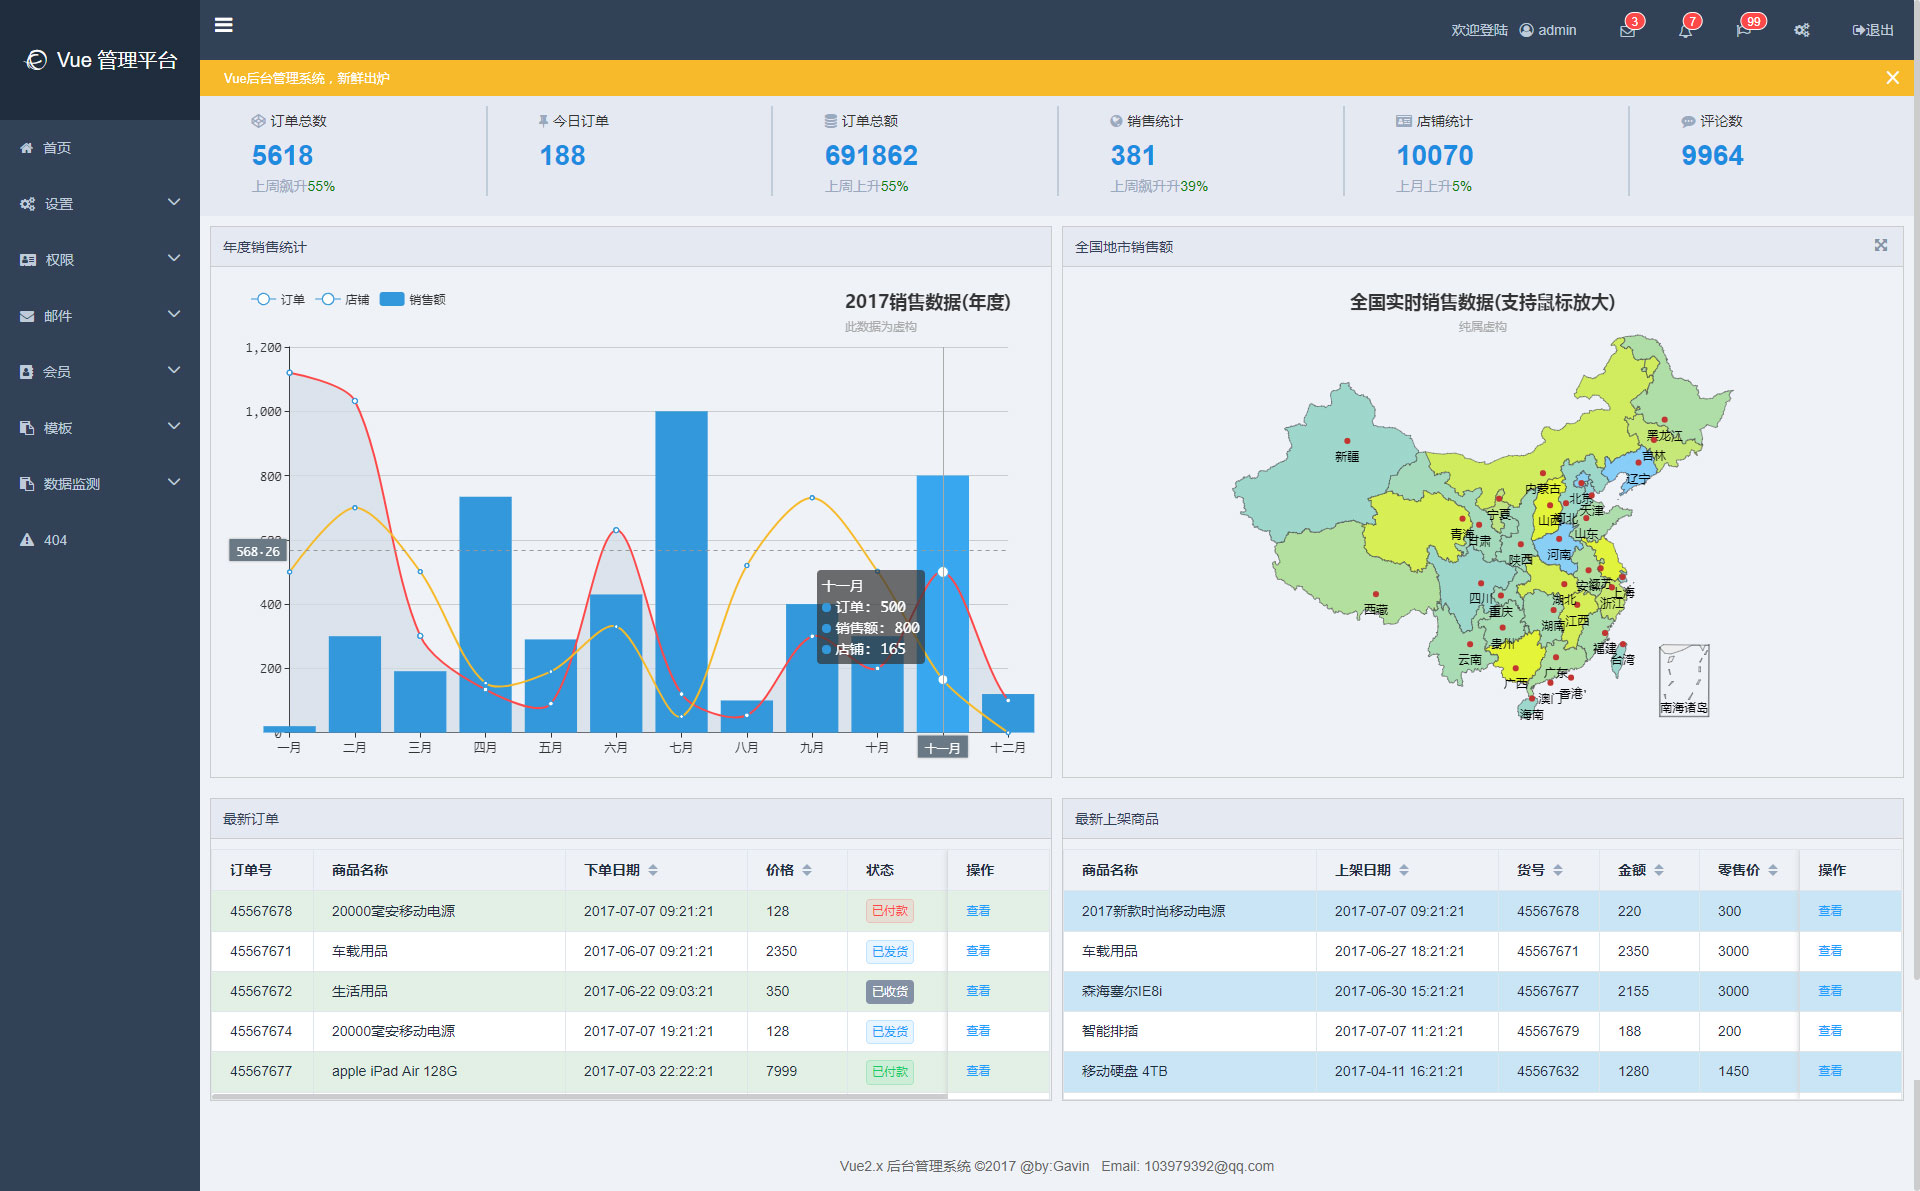 Vue 管理平台
首页
设置
权限
邮件
会员
模板
数据监测
404
欢迎登陆 admin 3 7 99 退出
Vue后台管理系统，新鲜出炉
订单总数
5618
上周飙升55%
今日订单
188
订单总额
691862
上周上升55%
销售统计
381
上周飙升升39%
店铺统计
10070
上月上升5%
评论数
9964
年度销售统计
订单 店铺 销售额
2017销售数据(年度)
此数据为虚构
1,200
1,000
800
568.26
400
200
0
十一月
订单: 500
销售额: 800
店铺: 165
一月 二月 三月 四月 五月 六月 七月 八月 九月 十月 十一月 十二月
全国地市销售额
全国实时销售数据(支持鼠标放大)
纯属虚构
黑龙江
吉林
辽宁
新疆
内蒙古
北京
天津
宁夏
山西
河北
山东
青海
甘肃
河南
陕西
安徽
江苏
上海
四川
湖北
浙江
西藏
重庆
湖南
江西
贵州
福建
云南
台湾
广东
广西
香港
澳门
海南
南海诸岛
最新订单
订单号 商品名称 下单日期 价格 状态 操作
45567678 20000毫安移动电源 2017-07-07 09:21:21 128 已付款 查看
45567671 车载用品 2017-06-07 09:21:21 2350 已发货 查看
45567672 生活用品 2017-06-22 09:03:21 350 已收货 查看
45567674 20000毫安移动电源 2017-07-07 19:21:21 128 已发货 查看
45567677 apple iPad Air 128G 2017-07-03 22:22:21 7999 已付款 查看
最新上架商品
商品名称 上架日期 货号 金额 零售价 操作
2017新款时尚移动电源 2017-07-07 09:21:21 45567678 220 300 查看
车载用品 2017-06-27 18:21:21 45567671 2350 3000 查看
森海塞尔IE8i 2017-06-30 15:21:21 45567677 2155 3000 查看
智能排插 2017-07-07 11:21:21 45567679 188 200 查看
移动硬盘 4TB 2017-04-11 16:21:21 45567632 1280 1450 查看
Vue2.x 后台管理系统 ©2017 @by:Gavin Email: 103979392@qq.com